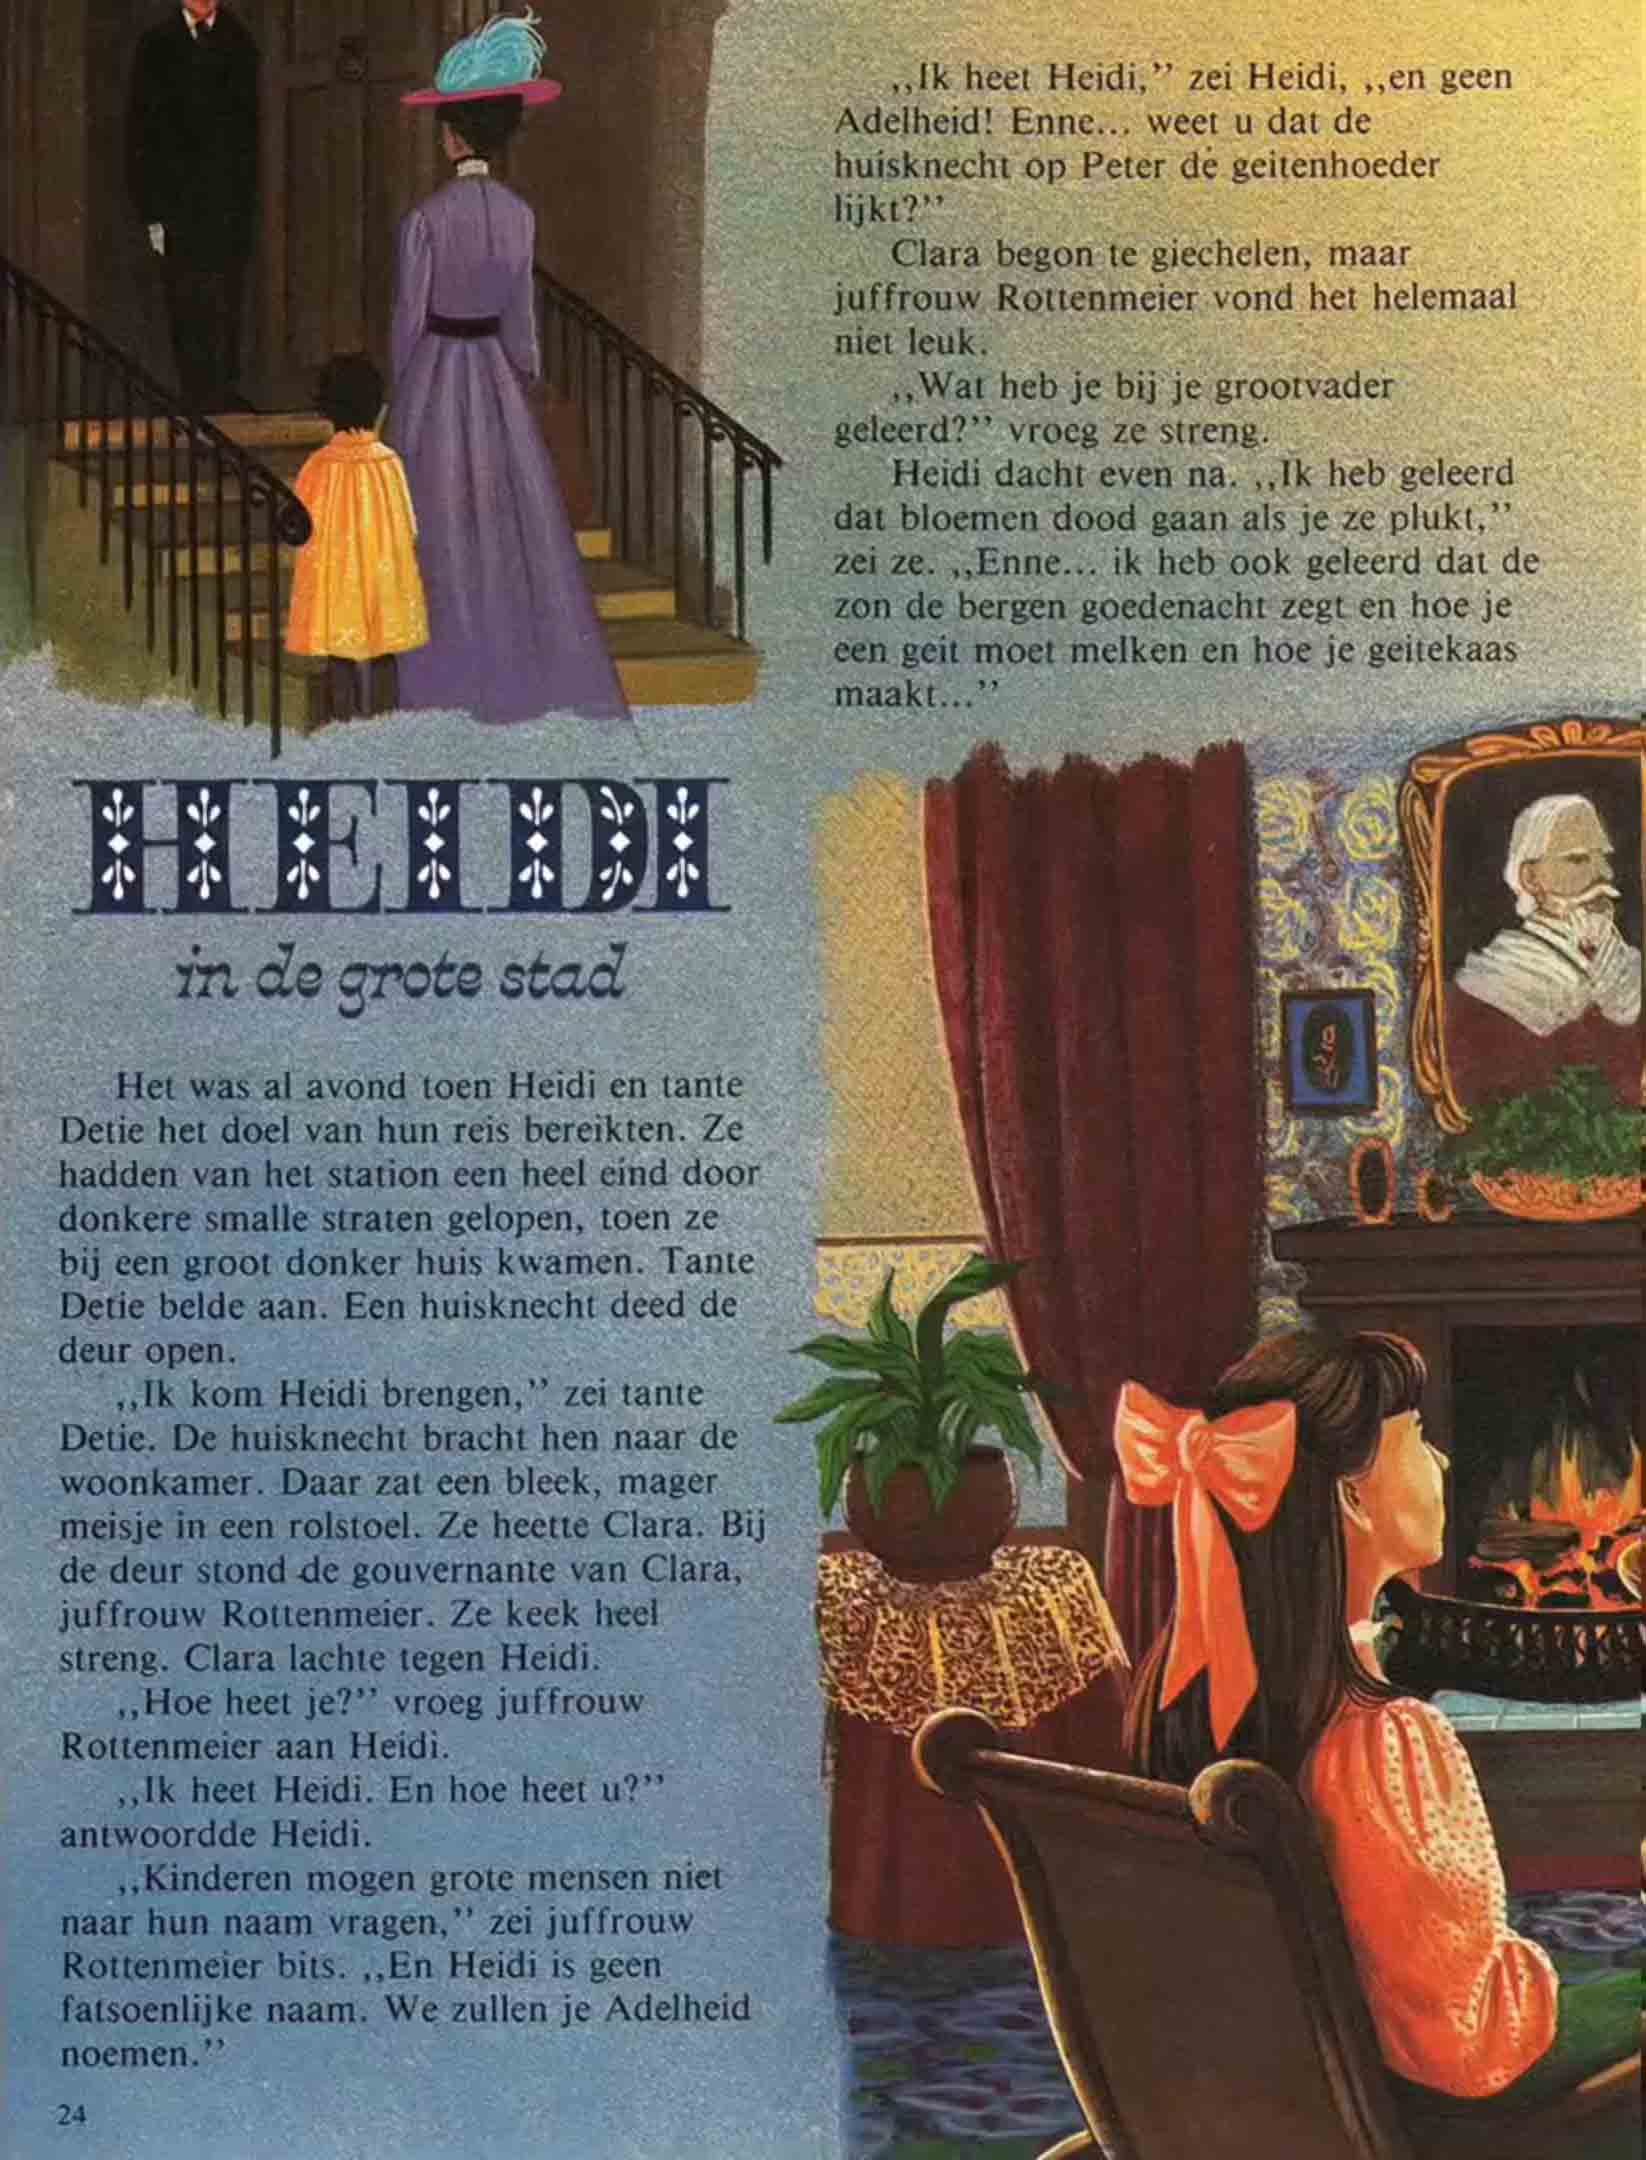 HEIDI
in de grote stad
Het was al avond toen Heidi en tante
Detie het doel van hun reis bereikten. Ze
hadden van het station een heel eind door
donkere smalle straten gelopen, toen ze
bij een groot donker huis kwamen. Tante
Detie belde aan. Een huisknecht deed de
deur open.
,,Ik kom Heidi brengen,’’ zei tante
Detie. De huisknecht bracht hen naar de
woonkamer. Daar zat een bleek, mager
meisje in een rolstoel. Ze heette Clara. Bij
de deur stond de gouvernante van Clara,
juffrouw Rottenmeier. Ze keek heel
streng. Clara lachte tegen Heidi.
,,Hoe heet je?’’ vroeg juffrouw
Rottenmeier aan Heidi.
,,Ik heet Heidi. En hoe heet u?’’
antwoordde Heidi.
,,Kinderen mogen grote mensen niet
naar hun naam vragen,’’ zei juffrouw
Rottenmeier bits. ,,En Heidi is geen
fatsoenlijke naam. We zullen je Adelheid
noemen.’’
24
,,Ik heet Heidi,’’ zei Heidi, ,,en geen
Adelheid! Enne... weet u dat de
huisknecht op Peter de geitenhoeder
lijkt?’’
Clara begon te giechelen, maar
juffrouw Rottenmeier vond het helemaal
niet leuk.
,,Wat heb je bij je grootvader
geleerd?’’ vroeg ze streng.
Heidi dacht even na. ,,Ik heb geleerd
dat bloemen dood gaan als je ze plukt,’’
zei ze. ,,Enne... ik heb ook geleerd dat de
zon de bergen goedenacht zegt en hoe je
een geit moet melken en hoe je geitekaas
maakt...’’